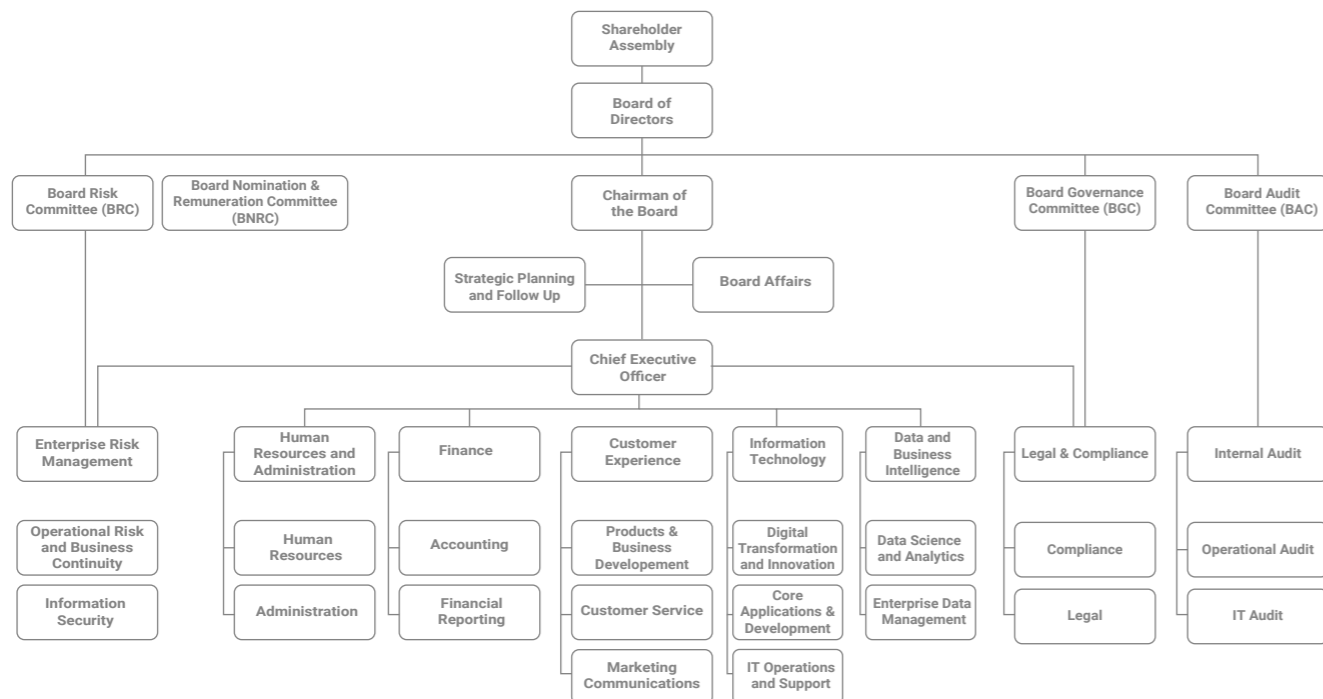 Shareholder
Assembly
Board of
Directors
Board Risk
Committee (BRC)
Board Nomination &
Remuneration Committee
(BNRC)
Chairman of
the Board
Board Governance
Committee (BGC)
Board Audit
Committee (BAC)
Strategic Planning
and Follow Up
Board Affairs
Chief Executive
Officer
Enterprise Risk
Management
Human
Resources and
Administration
Finance
Customer
Experience
Information
Technology
Data and
Business
Intelligence
Legal & Compliance
Internal Audit
Operational Risk
and Business
Continuity
Human
Resources
Accounting
Products &
Business
Developement
Digital
Transformation
and Innovation
Data Science
and Analytics
Compliance
Operational Audit
Information
Security
Administration
Financial
Reporting
Customer Service
Core
Applications &
Development
Enterprise Data
Management
Legal
IT Audit
Marketing
Communications
IT Operations
and Support